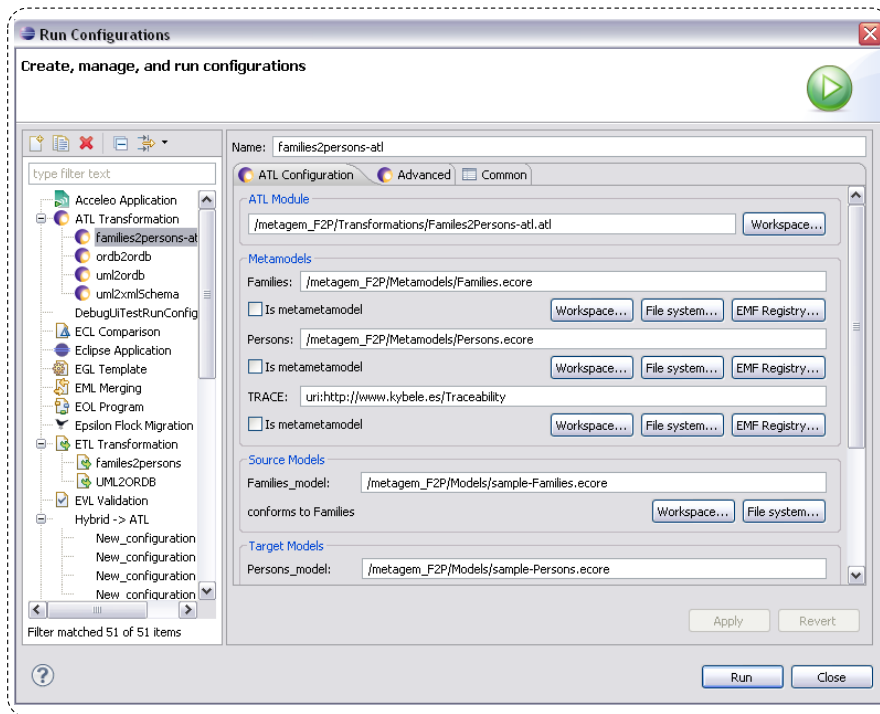 Run Configurations
Create, manage, and run configurations
type filter text
Acceleo Application
ATL Transformation
families2persons-at
ordb2ordb
uml2ordb
uml2xmlSchema
DebugUiTestRunConfig
ECL Comparison
Eclipse Application
EGL Template
EML Merging
EOL Program
Epsilon Flock Migration
ETL Transformation
familes2persons
UML2ORDB
EVL Validation
Hybrid -> ATL
New_configuration
New_configuration
New_configuration
New configuration
Filter matched 51 of 51 items
Name: families2persons-atl
ATL Configuration Advanced Common
ATL Module
/metagem_F2P/Transformations/Familes2Persons-atl.atl Workspace...
Metamodels
Families: /metagem_F2P/Metamodels/Families.ecore
Is metametamodel Workspace... File system... EMF Registry...
Persons: /metagem_F2P/Metamodels/Persons.ecore
Is metametamodel Workspace... File system... EMF Registry...
TRACE: uri:http://www.kybele.es/Traceability
Is metametamodel Workspace... File system... EMF Registry...
Source Models
Families_model: /metagem_F2P/Models/sample-Families.ecore
conforms to Families Workspace... File system...
Target Models
Persons_model: /metagem_F2P/Models/sample-Persons.ecore
Apply Revert
? Run Close